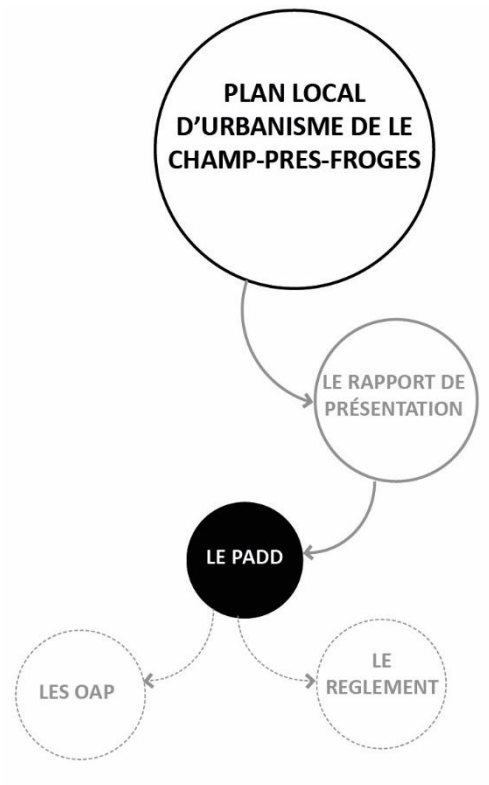 PLAN LOCAL
D'URBANISME DE LE
CHAMP-PRES-FROGES
LE RAPPORT DE
PRÉSENTATION
LE PADD
LES OAP
LE
REGLEMENT